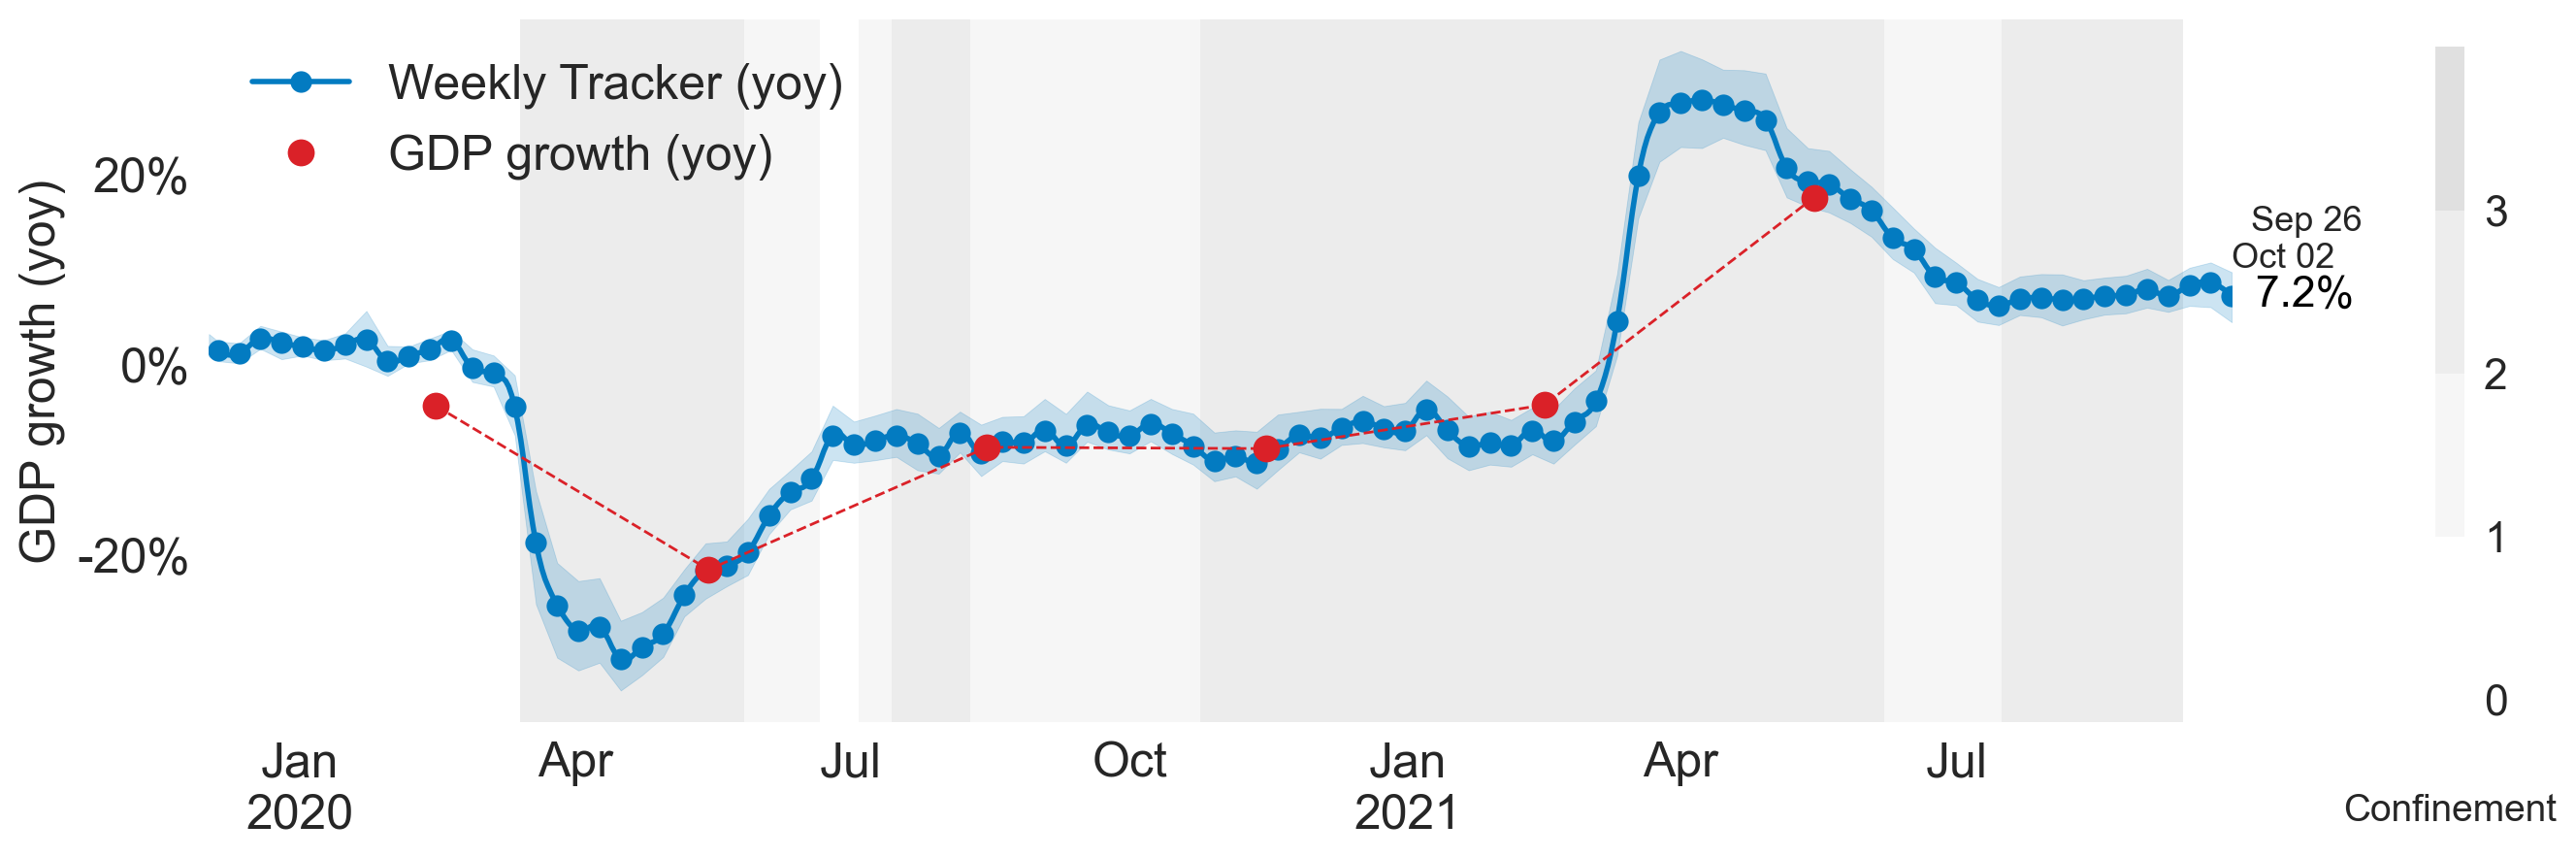 Weekly Tracker (yoy)
GDP growth (yoy)
GDP growth (yoy)
20%
0%
-20%
Sep 26
Oct 02
7.2%
3
2
1
0
Jan
2020
Apr
Jul
Oct
Jan
2021
Apr
Jul
Confinement